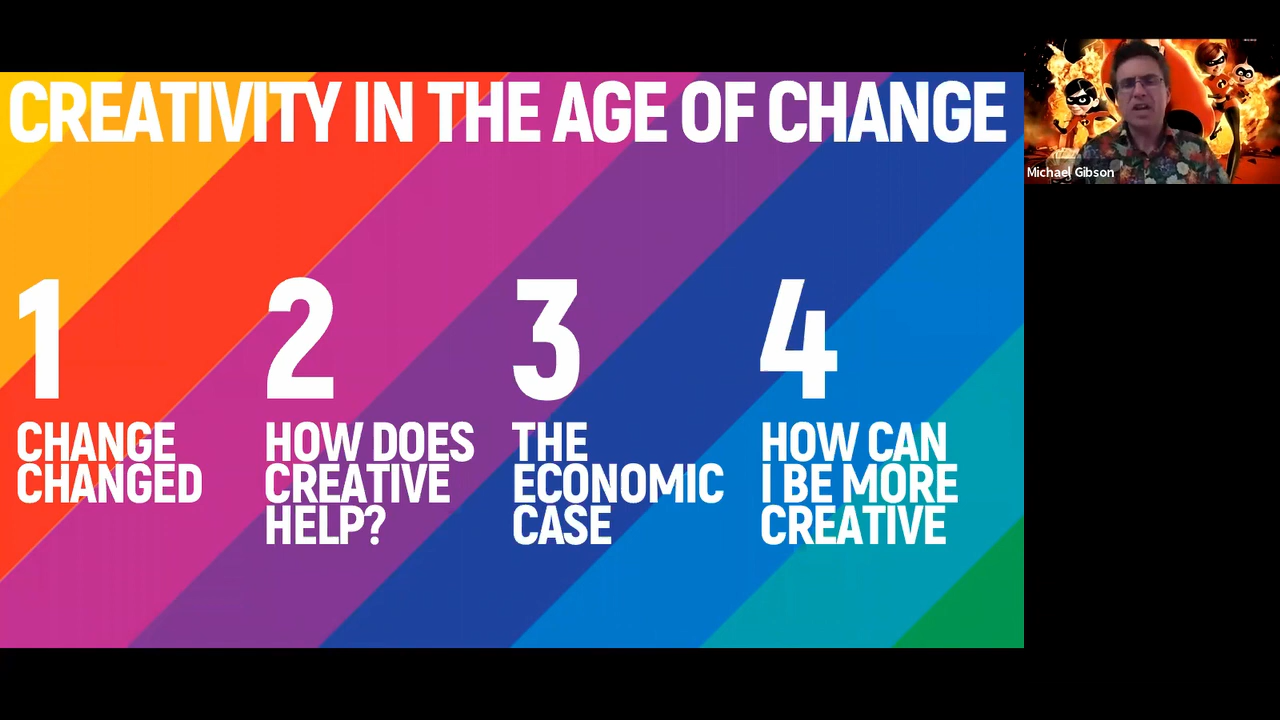 CREATIVITY IN THE AGE OF CHANGE
1
CHANGE
CHANGED
2
HOW DOES
CREATIVE
HELP?
3
THE
ECONOMIC
CASE
4
HOW CAN
I BE MORE
CREATIVE
Michael Gibson